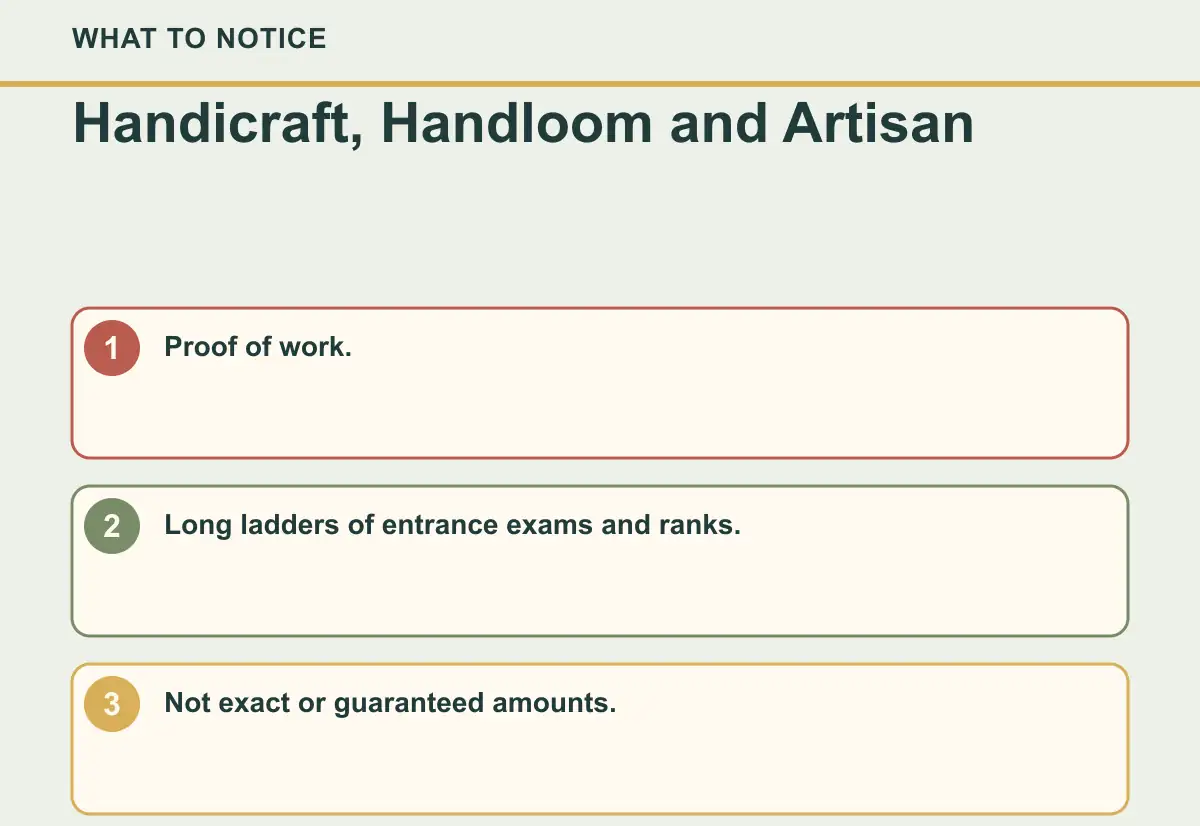 WHAT TO NOTICE
Handicraft, Handloom and Artisan
1
Proof of work.
2
Long ladders of entrance exams and ranks.
3
Not exact or guaranteed amounts.